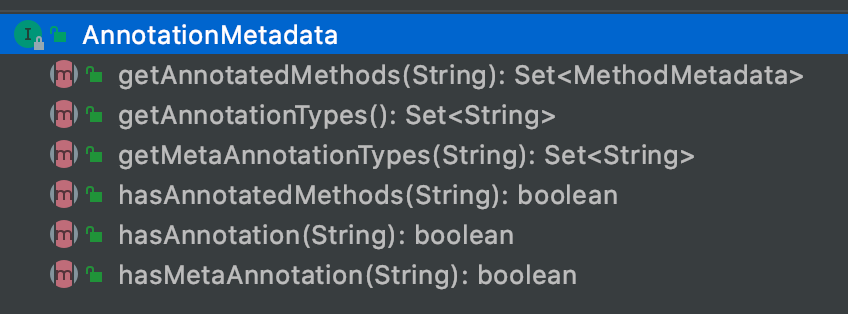 I AnnotationMetadata
m getAnnotatedMethods(String): Set<MethodMetadata>
m getAnnotationTypes(): Set<String>
m getMetaAnnotationTypes(String): Set<String>
m hasAnnotatedMethods(String): boolean
m hasAnnotation(String): boolean
m hasMetaAnnotation(String): boolean